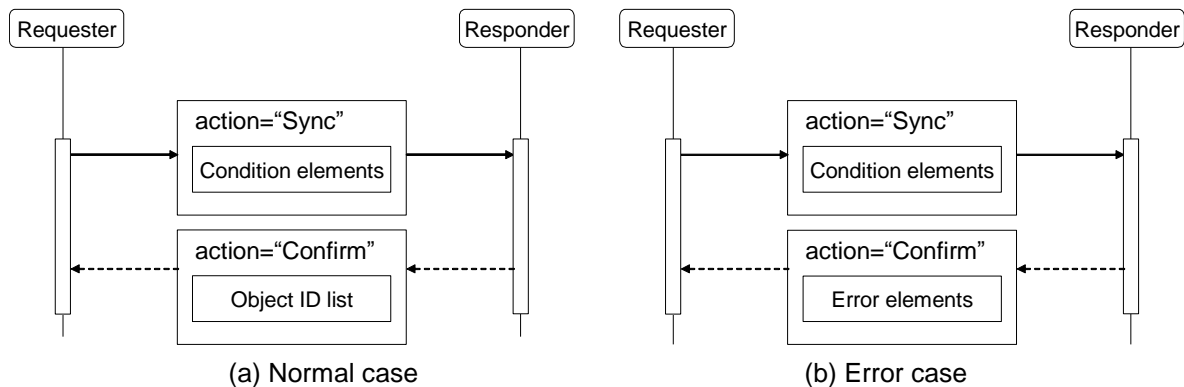 Requester
Responder
action=“Sync”
Condition elements
action=“Confirm”
Object ID list
(a) Normal case
Requester
Responder
action=“Sync”
Condition elements
action=“Confirm”
Error elements
(b) Error case